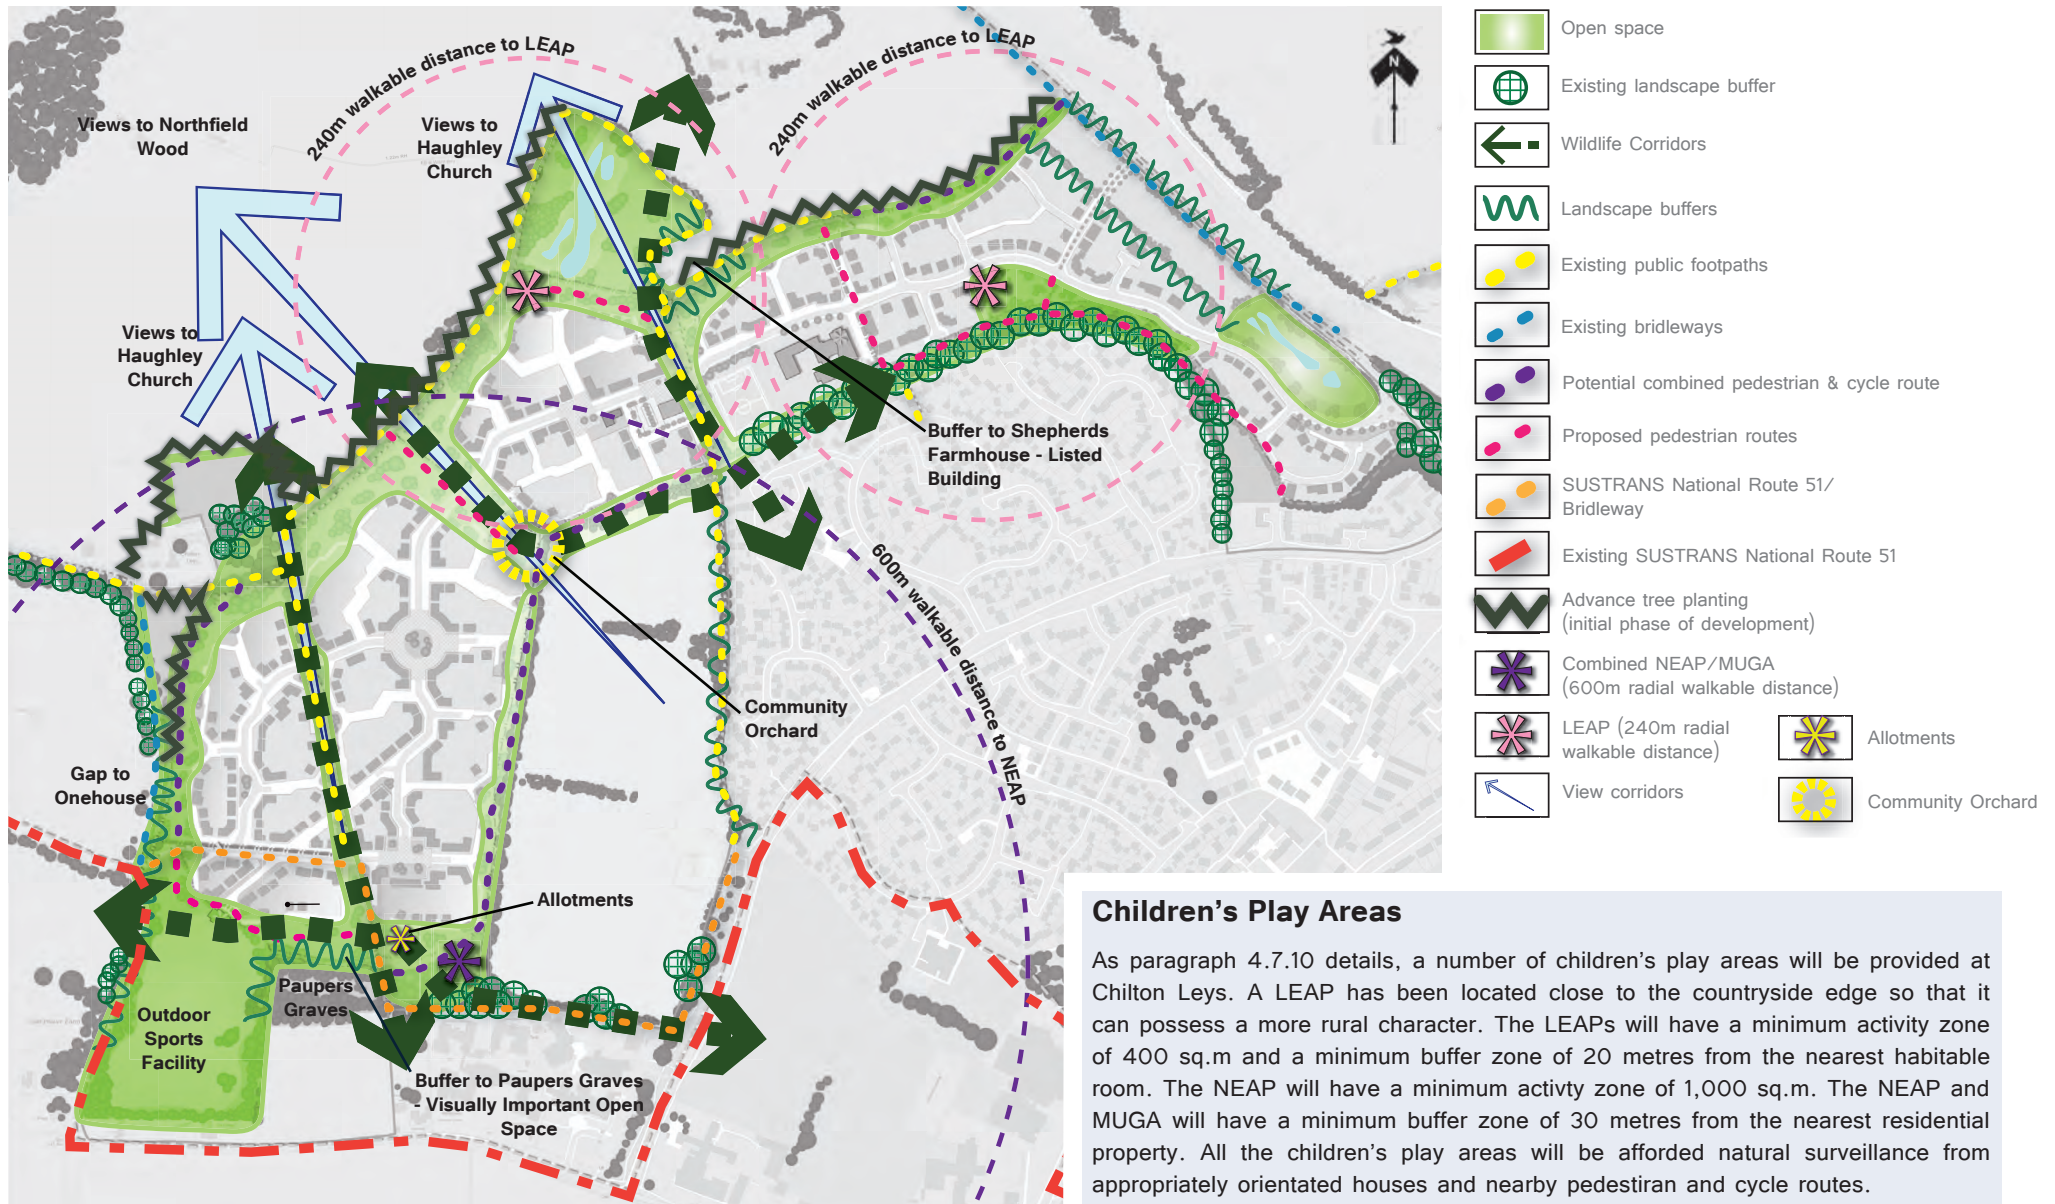 240m walkable distance to LEAP
240m walkable distance to LEAP
N
Views to Northfield
Wood
Views to
Haughley
Church
Views to
Haughley
Church
Buffer to Shepherds
Farmhouse - Listed
Building
600m walkable distance to NEAP
Community
Orchard
Gap to
Onehouse
Allotments
Paupers
Graves
Outdoor
Sports
Facility
Buffer to Paupers Graves
- Visually Important Open
Space
Open space
Existing landscape buffer
Wildlife Corridors
Landscape buffers
Existing public footpaths
Existing bridleways
Potential combined pedestrian & cycle route
Proposed pedestrian routes
SUSTRANS National Route 51/
Bridleway
Existing SUSTRANS National Route 51
Advance tree planting
(initial phase of development)
Combined NEAP/MUGA
(600m radial walkable distance)
LEAP (240m radial
walkable distance)
Allotments
View corridors
Community Orchard
Children's Play Areas
As paragraph 4.7.10 details, a number of children's play areas will be provided at
Chilton Leys. A LEAP has been located close to the countryside edge so that it
can possess a more rural character. The LEAPs will have a minimum activity zone
of 400 sq.m and a minimum buffer zone of 20 metres from the nearest habitable
room. The NEAP will have a minimum activty zone of 1,000 sq.m. The NEAP and
MUGA will have a minimum buffer zone of 30 metres from the nearest residential
property. All the children's play areas will be afforded natural surveillance from
appropriately orientated houses and nearby pedestiran and cycle routes.